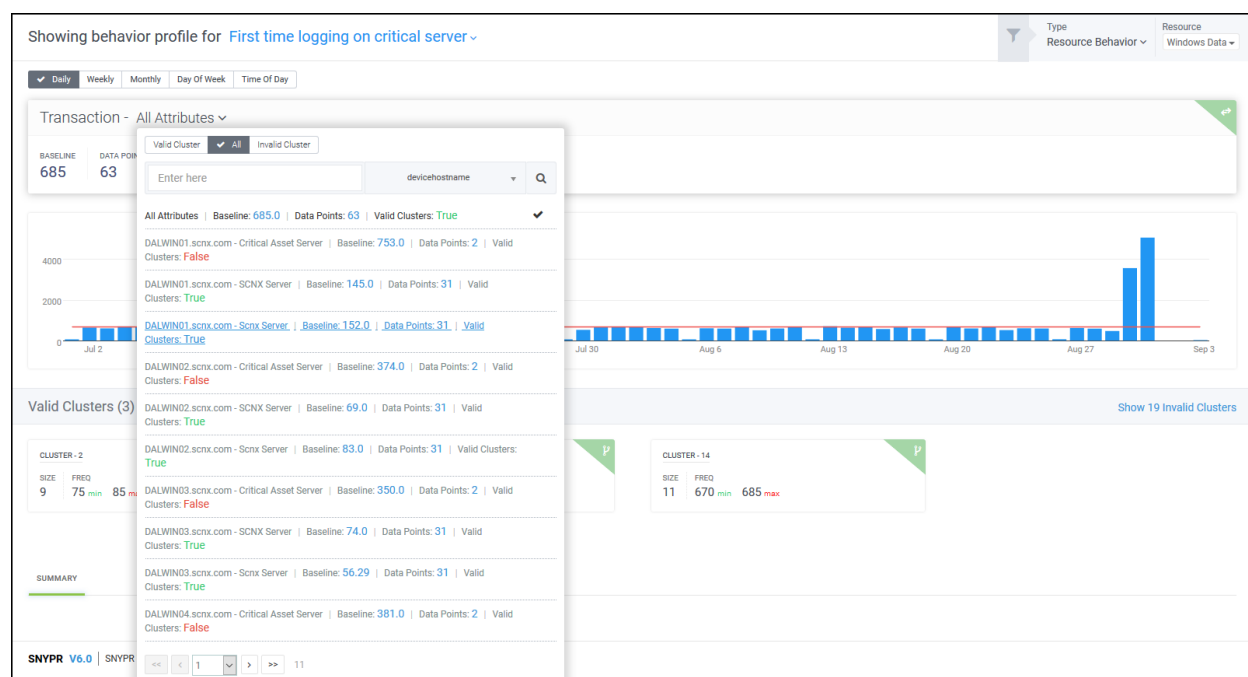 Showing behavior profile for First time logging on critical server
Type
Resource Behavior
Resource
Windows Data
Daily Weekly Monthly Day Of Week Time Of Day
Transaction - All Attributes
BASELINE
685
DATA POIN
63
Valid Cluster All Invalid Cluster
Enter here devicehostname
All Attributes | Baseline: 685.0 | Data Points: 63 | Valid Clusters: True
DALWIN01.scnx.com - Critical Asset Server | Baseline: 753.0 | Data Points: 2 | Valid
Clusters: False
DALWIN01.scnx.com - SCNX Server | Baseline: 145.0 | Data Points: 31 | Valid
Clusters: True
DALWIN01.scnx.com - Scnx Server | Baseline: 152.0 | Data Points: 31 | Valid
Clusters: True
DALWIN02.scnx.com - Critical Asset Server | Baseline: 374.0 | Data Points: 2 | Valid
Clusters: False
DALWIN02.scnx.com - SCNX Server | Baseline: 69.0 | Data Points: 31 | Valid
Clusters: True
DALWIN02.scnx.com - Scnx Server | Baseline: 83.0 | Data Points: 31 | Valid Clusters:
True
DALWIN03.scnx.com - Critical Asset Server | Baseline: 350.0 | Data Points: 2 | Valid
Clusters: False
DALWIN03.scnx.com - SCNX Server | Baseline: 74.0 | Data Points: 31 | Valid
Clusters: True
DALWIN03.scnx.com - Scnx Server | Baseline: 56.29 | Data Points: 31 | Valid
Clusters: True
DALWIN04.scnx.com - Critical Asset Server | Baseline: 381.0 | Data Points: 2 | Valid
Clusters: False
<< < 1 > >> 11
4000
2000
0
Jul 2 Jul 30 Aug 6 Aug 13 Aug 20 Aug 27 Sep 3
Valid Clusters (3)
Show 19 Invalid Clusters
CLUSTER - 2
SIZE FREQ
9 75 min 85 ma
CLUSTER - 14
SIZE FREQ
11 670 min 685 max
SUMMARY
SNYPR V6.0 | SNYPR